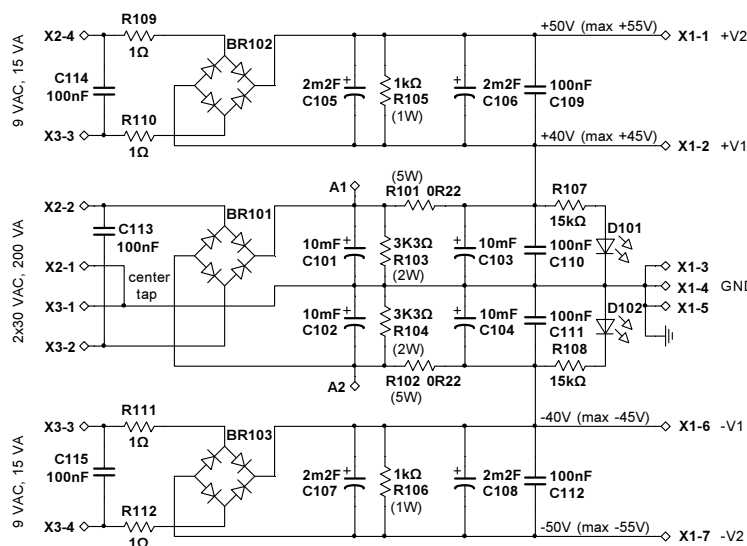 R109
X2-4
1Ω
BR102
C114
100nF
9 VAC, 15 VA
X3-3
R110
1Ω
+50V (max +55V)
X1-1 +V2
+
2m2F
C105
1kΩ
R105
(1W)
+
2m2F
C106
100nF
C109
+40V (max +45V)
X1-2 +V1
(5W)
A1
R101 0R22
R107
15kΩ
X2-2
BR101
C113
100nF
D101
10mF
+
C101
3K3Ω
R103
(2W)
10mF
+
C103
100nF
C110
X2-1
center
tap
2x30 VAC, 200 VA
X3-1
X1-3
X1-4 GND
X1-5
10mF
+
C102
3K3Ω
R104
(2W)
10mF
+
C104
100nF
C111
D102
R108
15kΩ
X3-2
A2
R102 0R22
(5W)
X3-3
R111
1Ω
BR103
C115
100nF
9 VAC, 15 VA
X3-4
R112
1Ω
-40V (max -45V)
X1-6 -V1
+
2m2F
C107
1kΩ
R106
(1W)
+
2m2F
C108
100nF
C112
-50V (max -55V)
X1-7 -V2